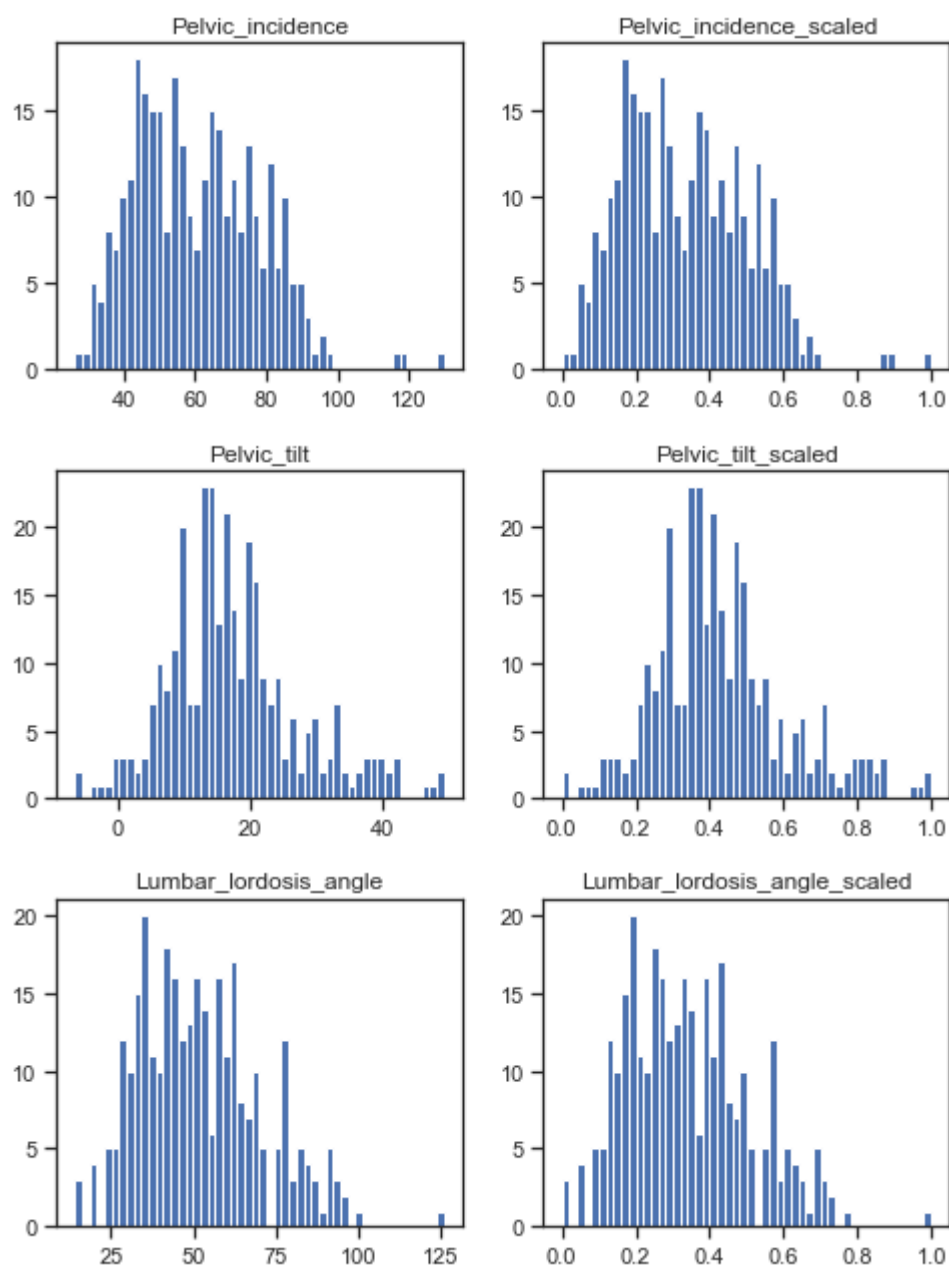 Pelvic_incidence
Pelvic_incidence_scaled
15
10
5
0
40 60 80 100 120
15
10
5
0
0.0 0.2 0.4 0.6 0.8 1.0
Pelvic_tilt
Pelvic_tilt_scaled
20
15
10
5
0
0 20 40
20
15
10
5
0
0.0 0.2 0.4 0.6 0.8 1.0
Lumbar_lordosis_angle
Lumbar_lordosis_angle_scaled
20
15
10
5
0
25 50 75 100 125
20
15
10
5
0
0.0 0.2 0.4 0.6 0.8 1.0